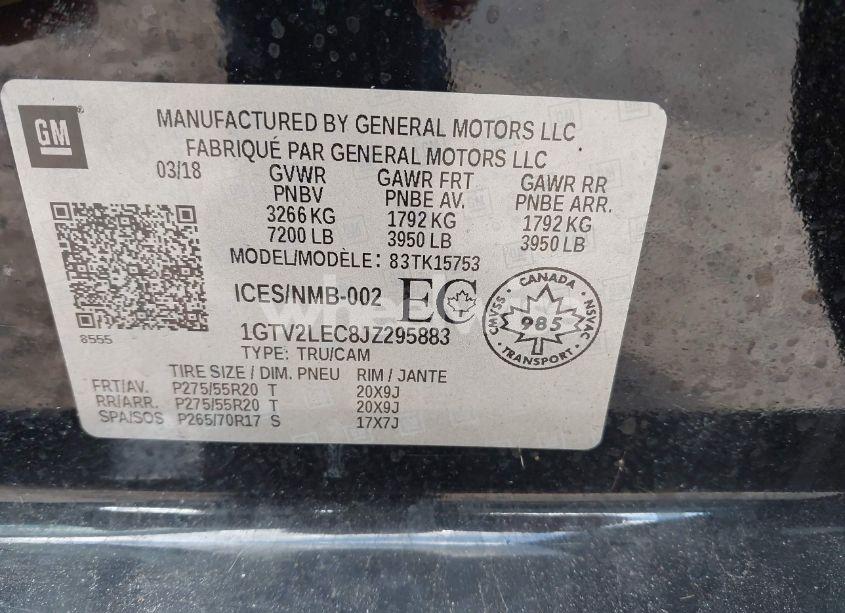 GM
MANUFACTURED BY GENERAL MOTORS LLC
FABRIQUÉ PAR GENERAL MOTORS LLC
03/18 GVWR GAWR FRT GAWR RR
PNBV PNBE AV. PNBE ARR.
3266 KG 1792 KG 1792 KG
7200 LB 3950 LB 3950 LB
MODEL/MODÈLE: 83TK15753
ICES/NMB-002 EC
CANADA
CMVSS 985 NSVAC
TRANSPORT
8555
1GTV2LEC8JZ295883
TYPE: TRU/CAM
TIRE SIZE / DIM. PNEU RIM / JANTE
FRT/AV. P275/55R20 T 20X9J
RR/ARR. P275/55R20 T 20X9J
SPA/SOS P265/70R17 S 17X7J